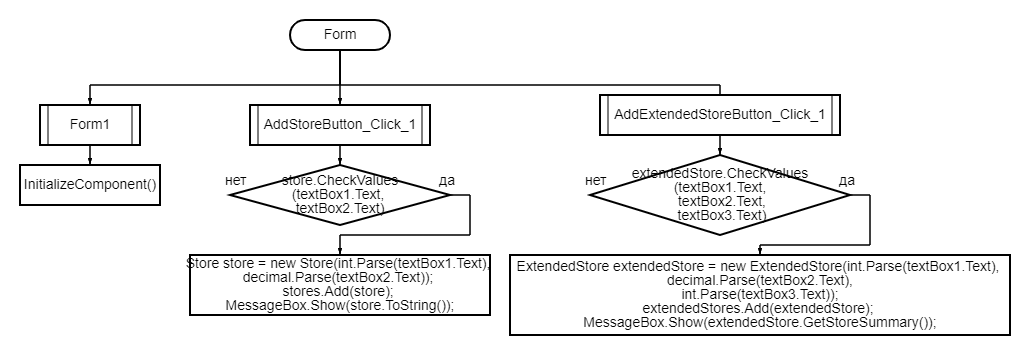 Form
Form1
InitializeComponent()
AddStoreButton_Click_1
нет
да
store.CheckValues
(textBox1.Text,
textBox2.Text)
Store store = new Store(int.Parse(textBox1.Text),
decimal.Parse(textBox2.Text));
stores.Add(store);
MessageBox.Show(store.ToString());
AddExtendedStoreButton_Click_1
нет
да
extendedStore.CheckValues
(textBox1.Text,
textBox2.Text,
textBox3.Text)
ExtendedStore extendedStore = new ExtendedStore(int.Parse(textBox1.Text),
decimal.Parse(textBox2.Text),
int.Parse(textBox3.Text));
extendedStores.Add(extendedStore);
MessageBox.Show(extendedStore.GetStoreSummary());